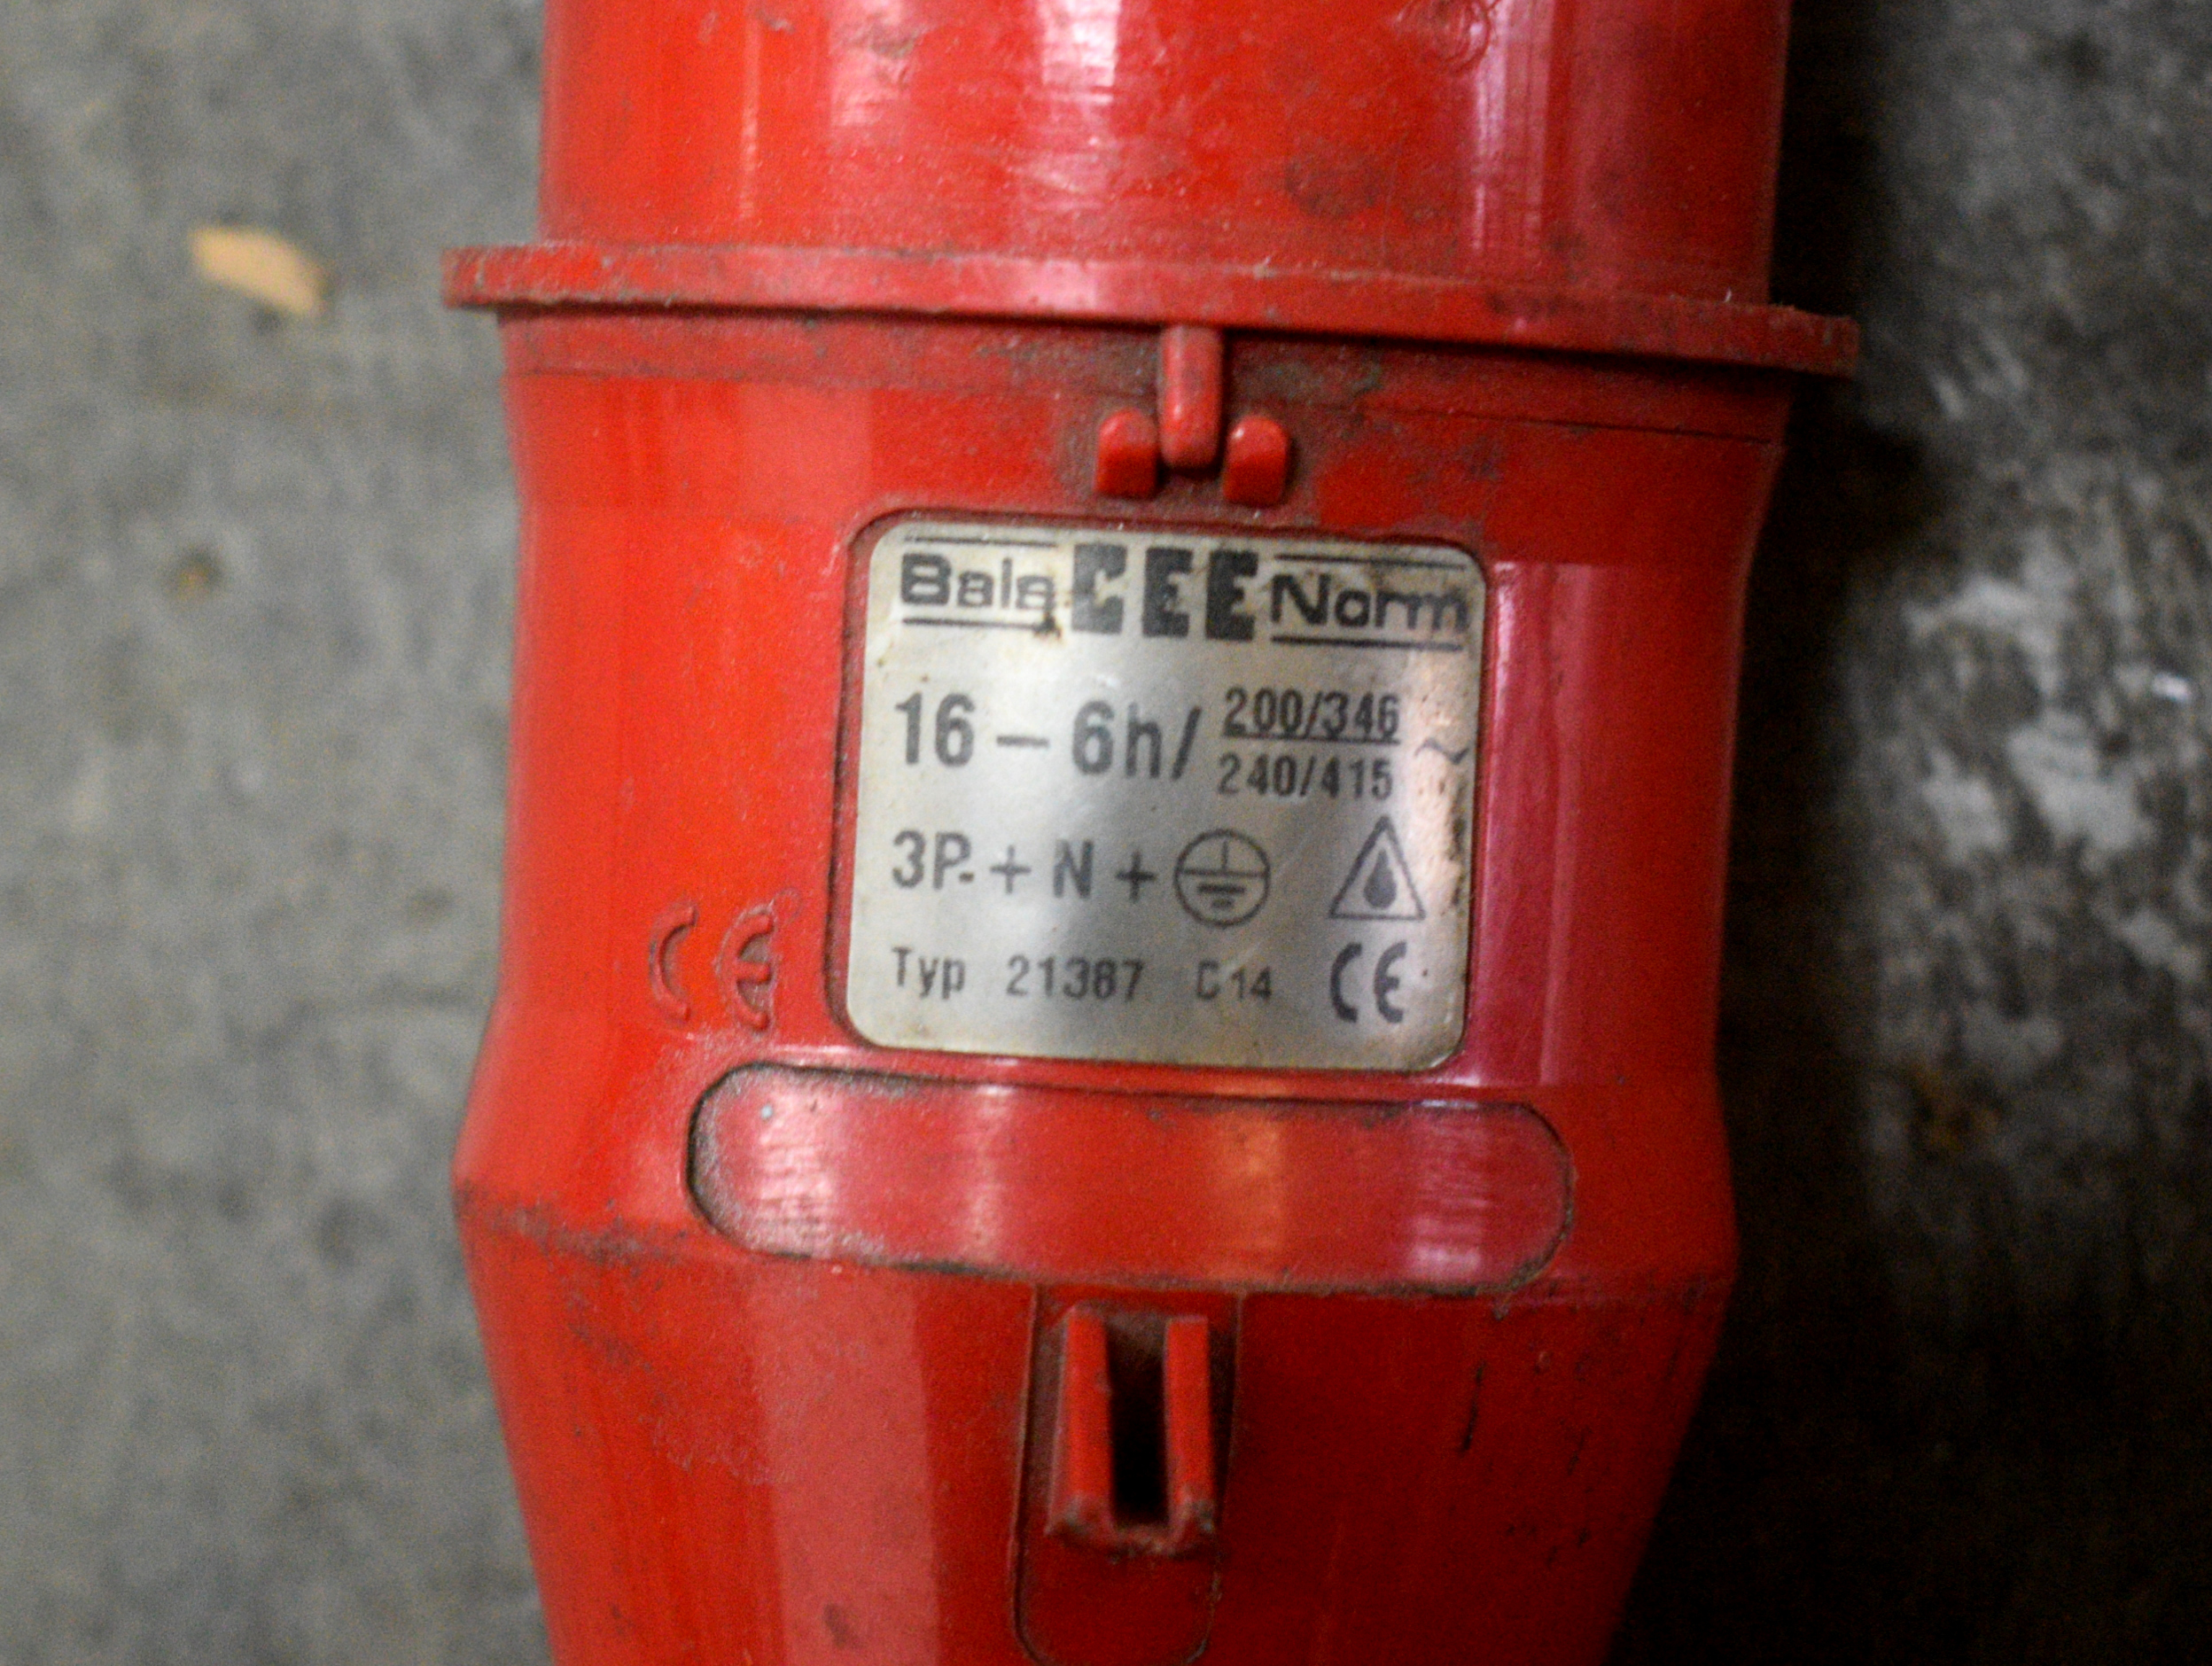 Bals CEE Norm
16 – 6h/ 200/346
240/415 ~
3P. + N +
Typ 21387 C14 CE
CE